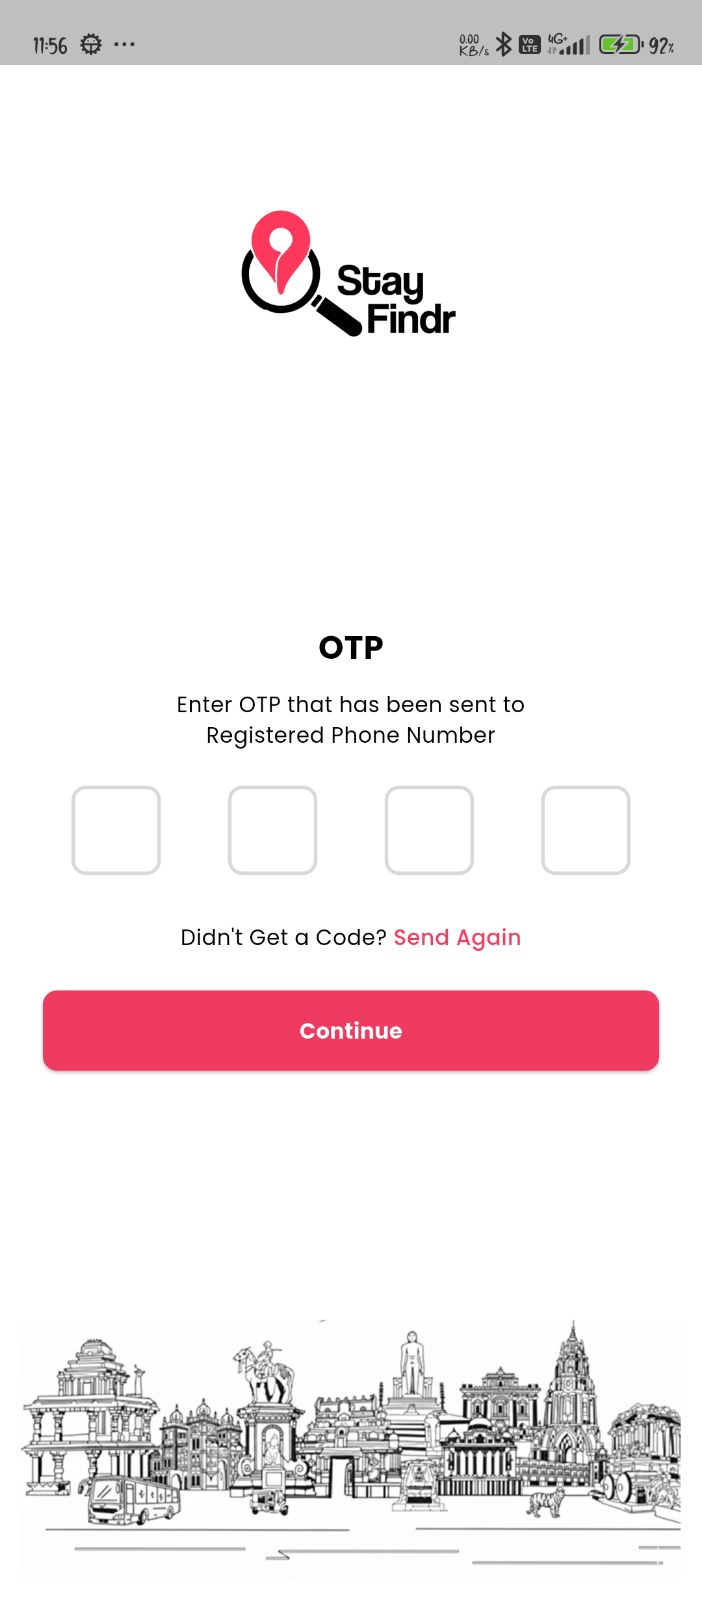 11:56
0.00
KB/s
Vo
LTE
4G+
92%
Stay
Findr
OTP
Enter OTP that has been sent to
Registered Phone Number
Didn't Get a Code? Send Again
Continue